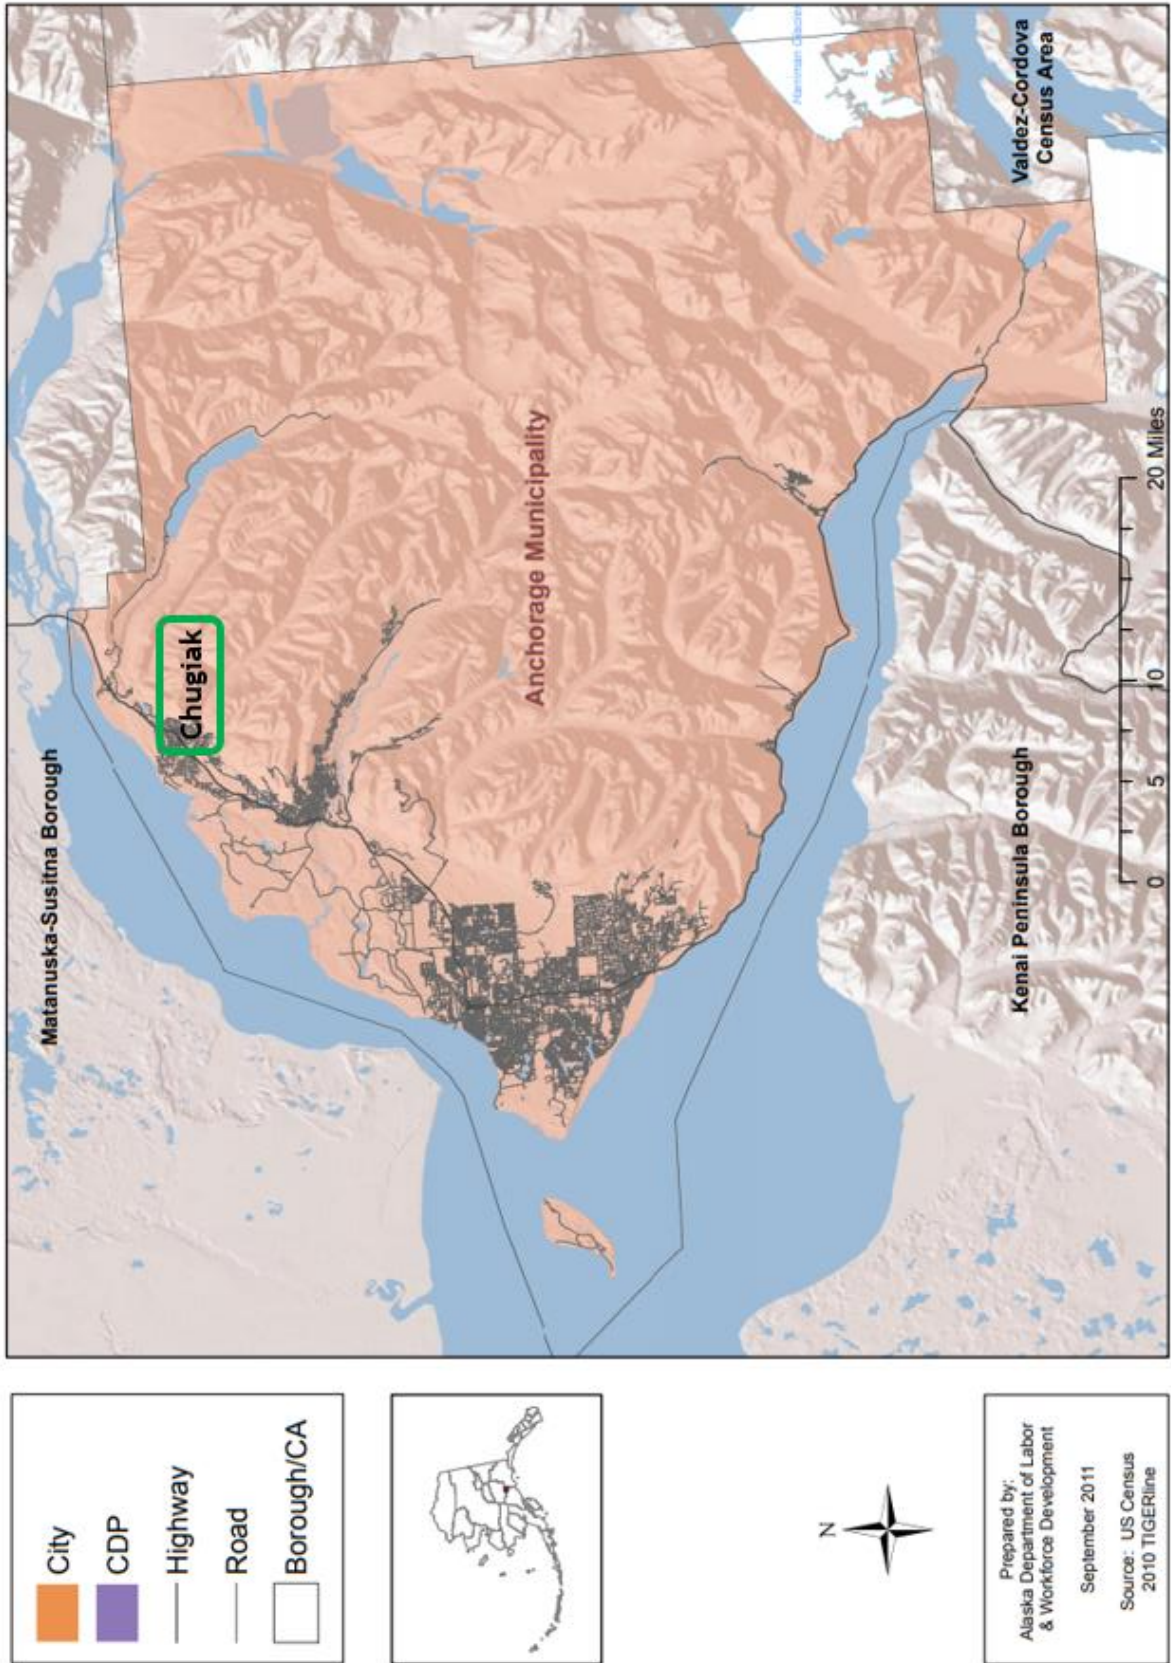 City
CDP
Highway
Road
Borough/CA
N
Prepared by:
Alaska Department of Labor
& Workforce Development
September 2011
Source: US Census
2010 TIGERline
Matanuska-Susitna Borough
Chugiak
Anchorage Municipality
Harriman Glacier
Valdez-Cordova
Census Area
Kenai Peninsula Borough
0 5 10 20 Miles